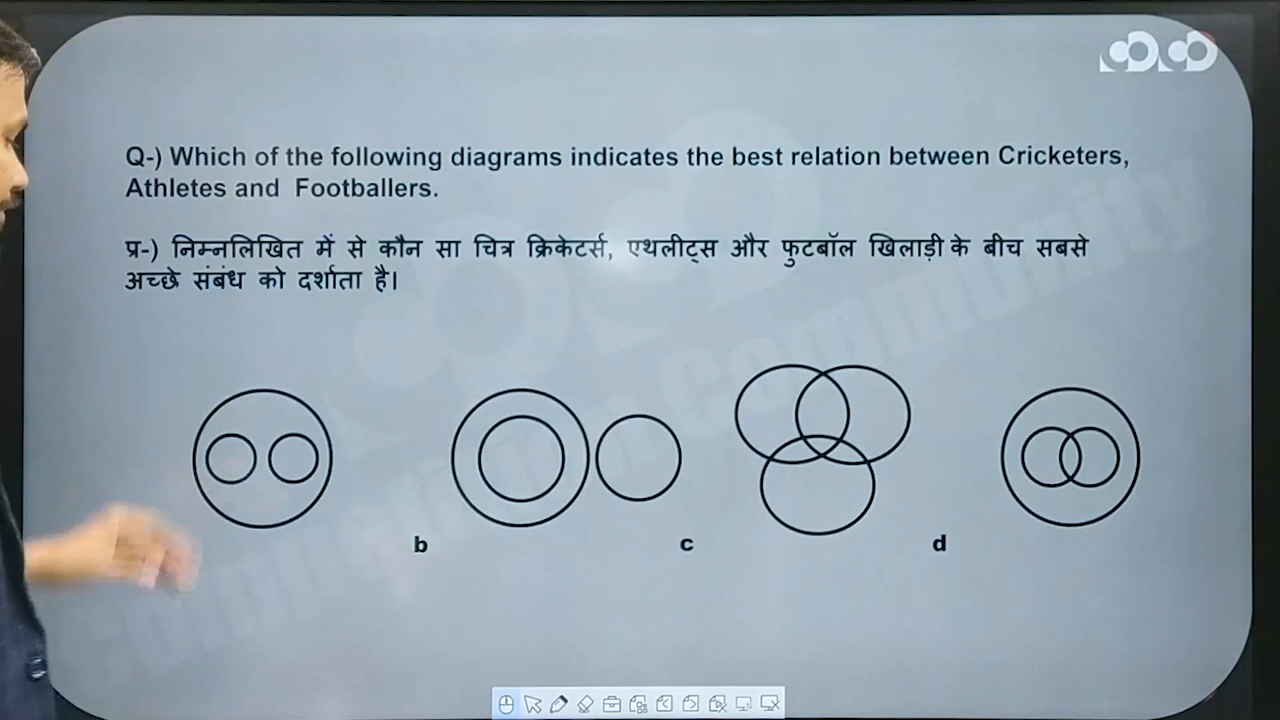 Q-) Which of the following diagrams indicates the best relation between Cricketers,
Athletes and Footballers.
प्र-) निम्नलिखित में से कौन सा चित्र क्रिकेटर्स, एथलीट्स और फुटबॉल खिलाड़ी के बीच सबसे
अच्छे संबंध को दर्शाता है।
b c d
community